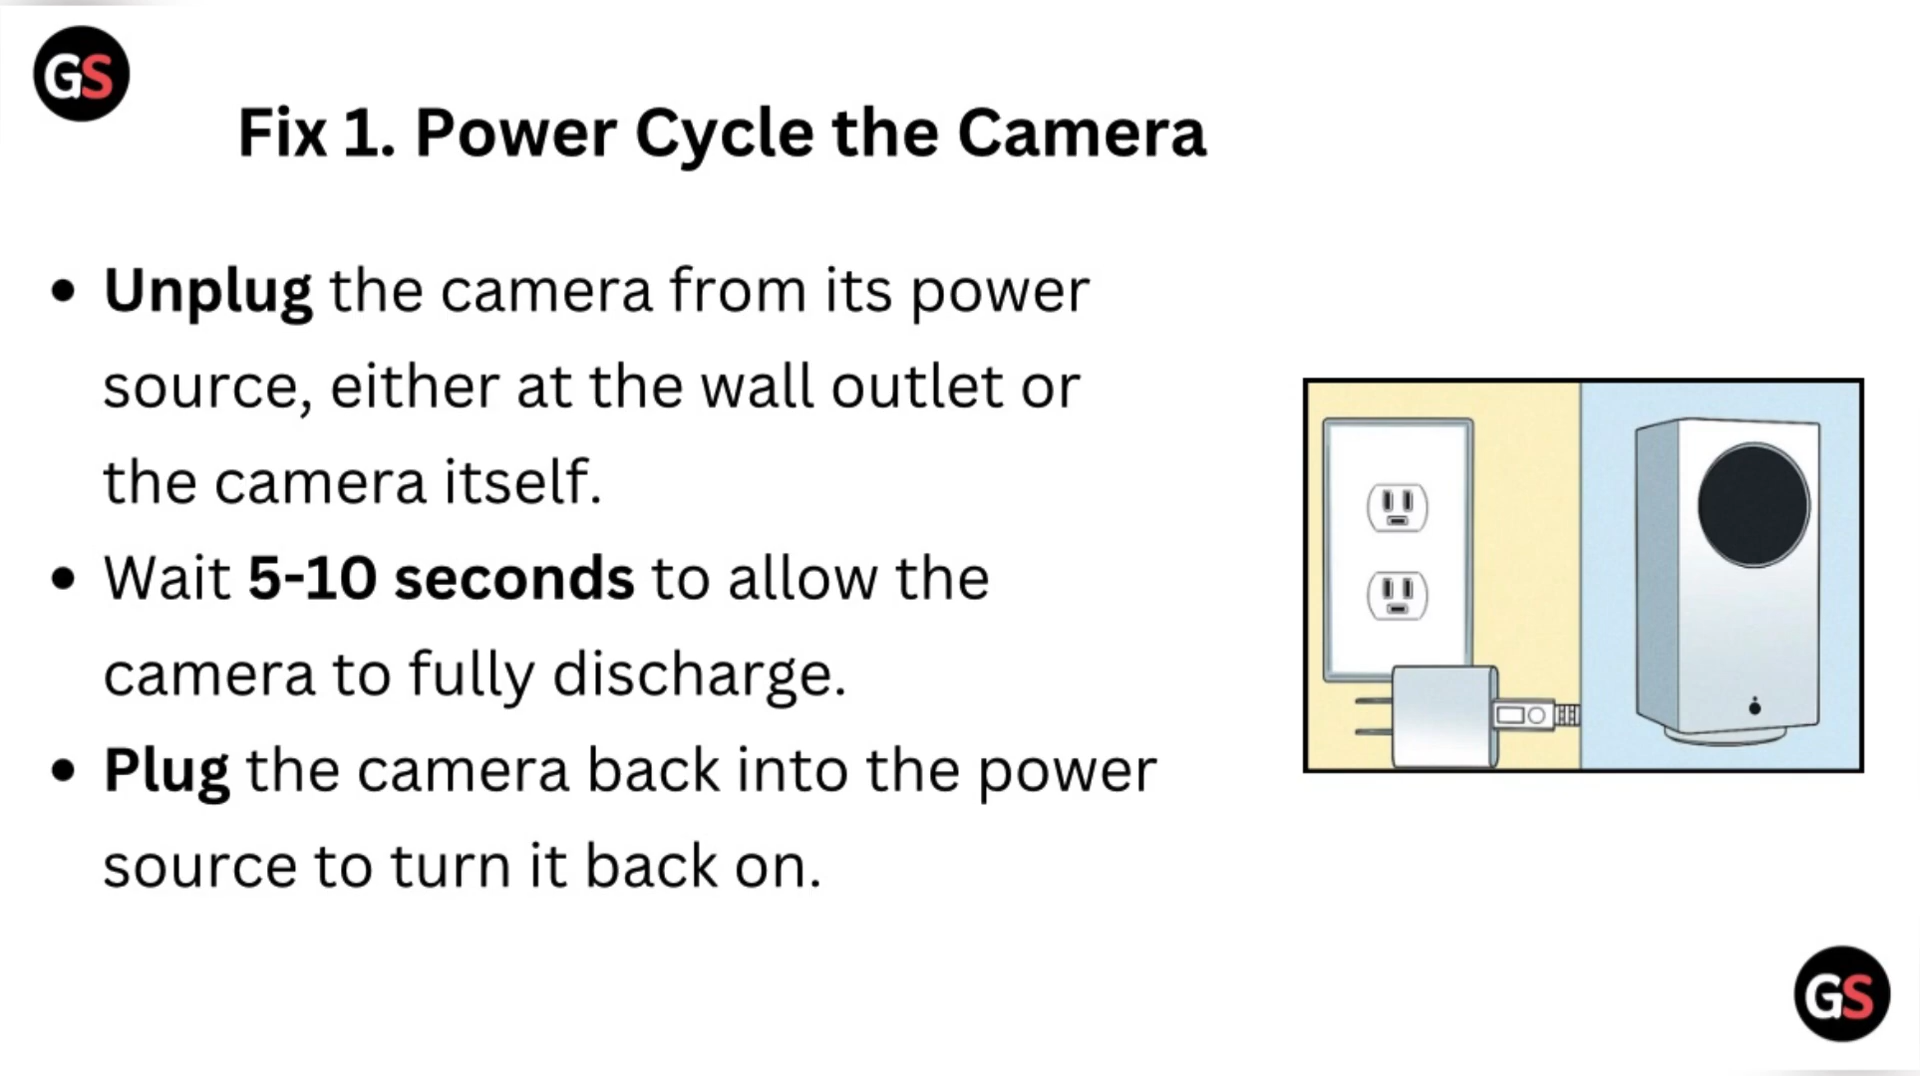 GS
Fix 1. Power Cycle the Camera
• Unplug the camera from its power
source, either at the wall outlet or
the camera itself.
• Wait 5-10 seconds to allow the
camera to fully discharge.
• Plug the camera back into the power
source to turn it back on.
GS